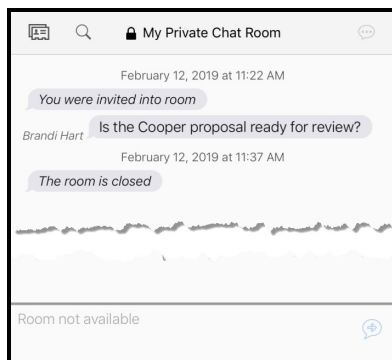 My Private Chat Room
February 12, 2019 at 11:22 AM
You were invited into room
Brandi Hart Is the Cooper proposal ready for review?
February 12, 2019 at 11:37 AM
The room is closed
Room not available